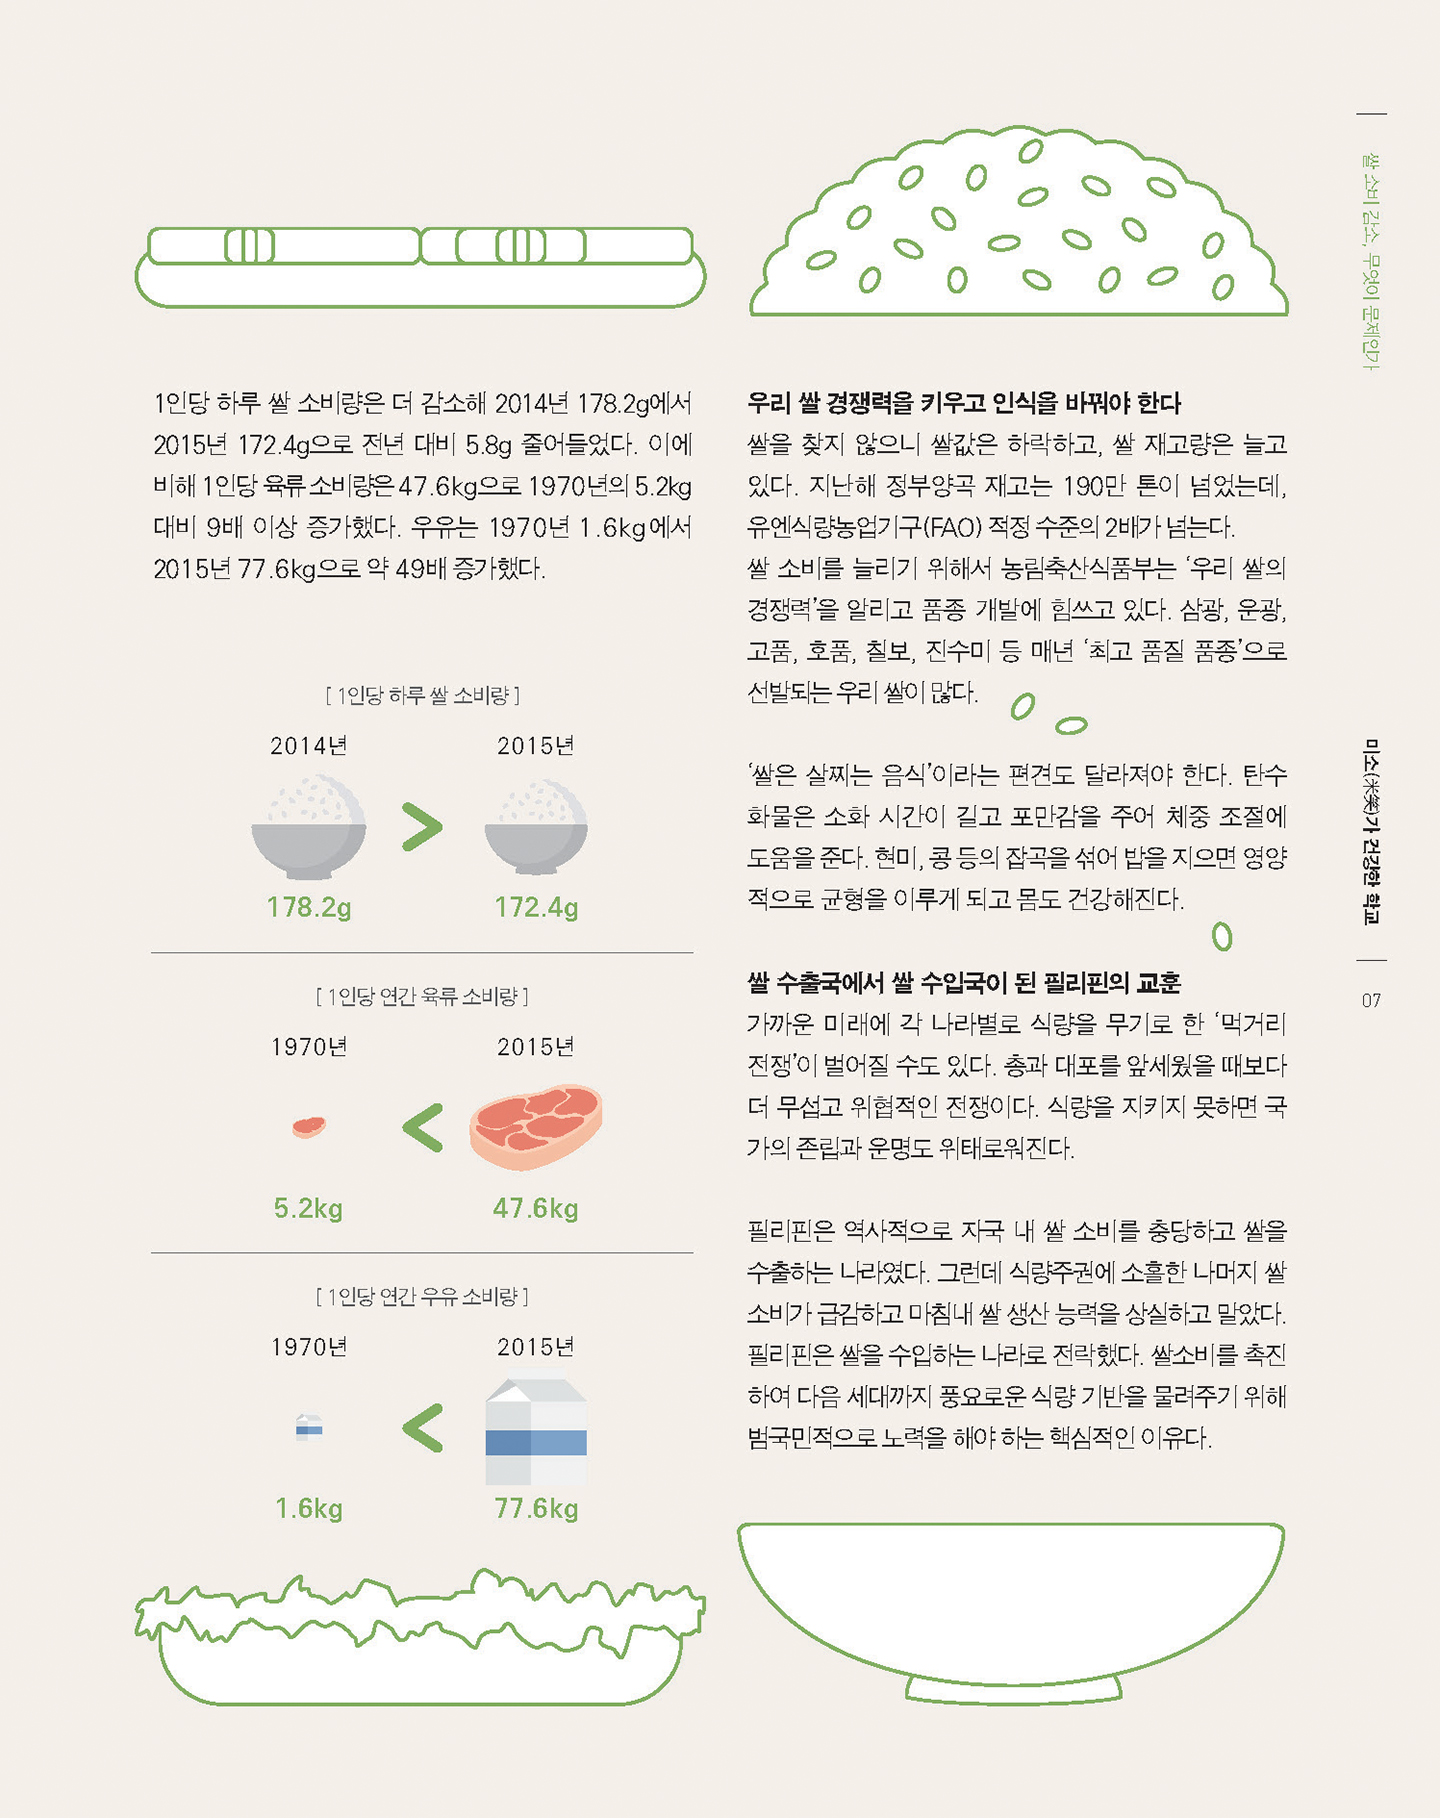 1인당 하루 쌀 소비량은 더 감소해 2014년 178.2g에서
2015년 172.4g으로 전년 대비 5.8g 줄어들었다. 이에
비해 1인당 육류 소비량은 47.6kg으로 1970년의 5.2kg
대비 9배 이상 증가했다. 우유는 1970년 1.6kg에서
2015년 77.6kg으로 약 49배 증가했다.
[ 1인당 하루 쌀 소비량 ]
2014년 > 2015년
178.2g 172.4g
[ 1인당 연간 육류 소비량 ]
1970년 < 2015년
5.2kg 47.6kg
[ 1인당 연간 우유 소비량 ]
1970년 < 2015년
1.6kg 77.6kg
우리 쌀 경쟁력을 키우고 인식을 바꿔야 한다
쌀을 찾지 않으니 쌀값은 하락하고, 쌀 재고량은 늘고
있다. 지난해 정부양곡 재고는 190만 톤이 넘었는데,
유엔식량농업기구(FAO) 적정 수준의 2배가 넘는다.
쌀 소비를 늘리기 위해서 농림축산식품부는 ‘우리 쌀의
경쟁력’을 알리고 품종 개발에 힘쓰고 있다. 삼광, 운광,
고품, 호품, 칠보, 진수미 등 매년 ‘최고 품질 품종’으로
선발되는 우리 쌀이 많다.
‘쌀은 살찌는 음식’이라는 편견도 달라져야 한다. 탄수
화물은 소화 시간이 길고 포만감을 주어 체중 조절에
도움을 준다. 현미, 콩 등의 잡곡을 섞어 밥을 지으면 영양
적으로 균형을 이루게 되고 몸도 건강해진다.
쌀 수출국에서 쌀 수입국이 된 필리핀의 교훈
가까운 미래에 각 나라별로 식량을 무기로 한 ‘먹거리
전쟁’이 벌어질 수도 있다. 총과 대포를 앞세웠을 때보다
더 무섭고 위협적인 전쟁이다. 식량을 지키지 못하면 국
가의 존립과 운명도 위태로워진다.
필리핀은 역사적으로 자국 내 쌀 소비를 충당하고 쌀을
수출하는 나라였다. 그런데 식량주권에 소홀한 나머지 쌀
소비가 급감하고 마침내 쌀 생산 능력을 상실하고 말았다.
필리핀은 쌀을 수입하는 나라로 전락했다. 쌀소비를 촉진
하여 다음 세대까지 풍요로운 식량 기반을 물려주기 위해
범국민적으로 노력을 해야 하는 핵심적인 이유다.
쌀 소비 감소, 무엇이 문제인가
미소(米笑)가 건강한 학교
07